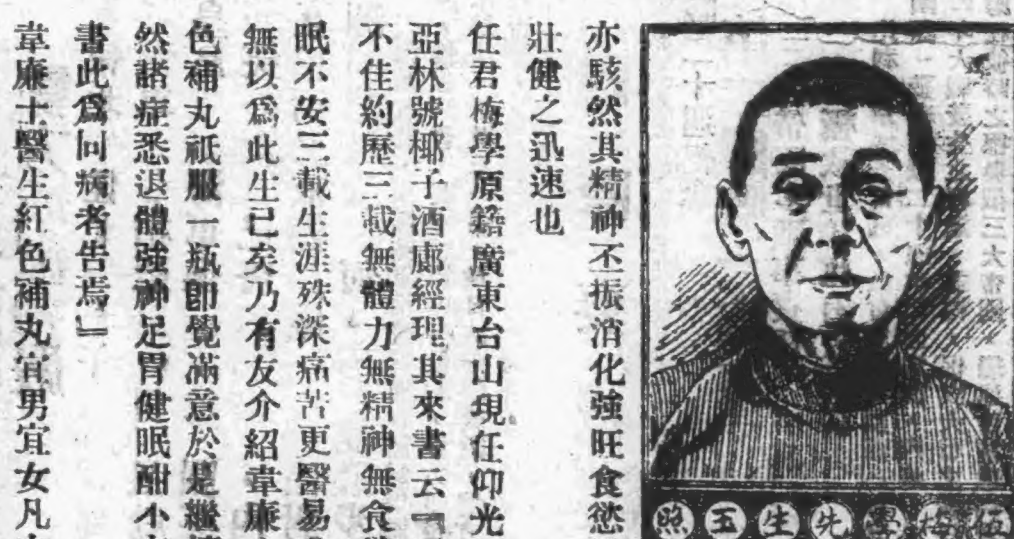 亦駭然其精神丕振消化強旺食慾
壯健之迅速也
任君梅學原籍廣東台山現任仰光
亞林號椰子酒廊經理其來書云『
不佳約歷三載無體力無精神無食
眠不安三載生涯殊深痛苦更醫易
無以爲此生已矣乃有友介紹韋廉
色補丸祇服一瓶卽覺滿意於是繼
然諸症悉退體強神足胃健眠酣
書此爲同病者告焉』
韋廉士醫生紅色補丸宜男宜女凡
伍梅學先生玉照